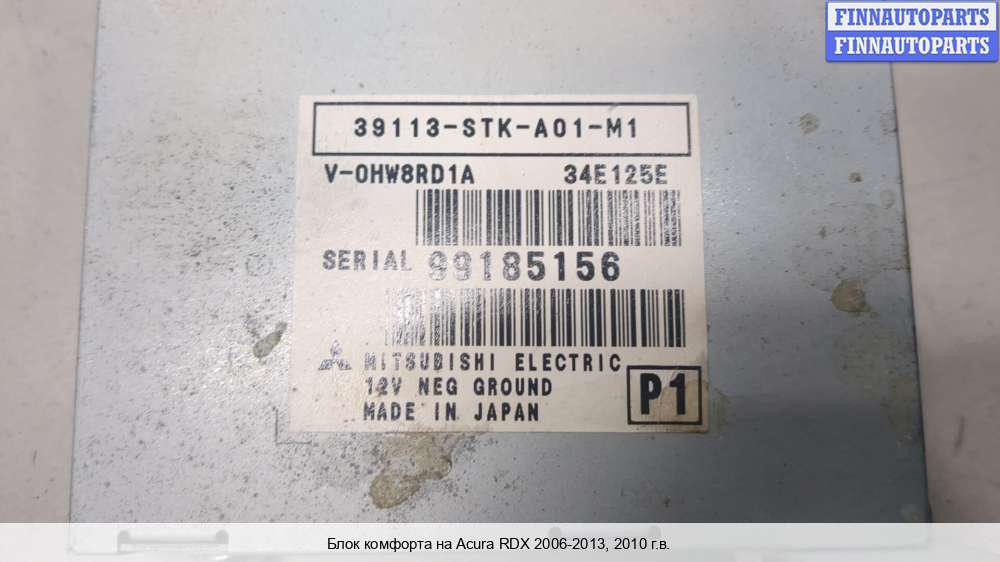 FINNAUTOPARTS
FINNAUTOPARTS
39113-STK-A01-M1
V-0HW8RD1A 34E125E
SERIAL 99185156
MITSUBISHI ELECTRIC
12V NEG GROUND
MADE IN JAPAN
P1
Блок комфорта на Acura RDX 2006-2013, 2010 г.в.